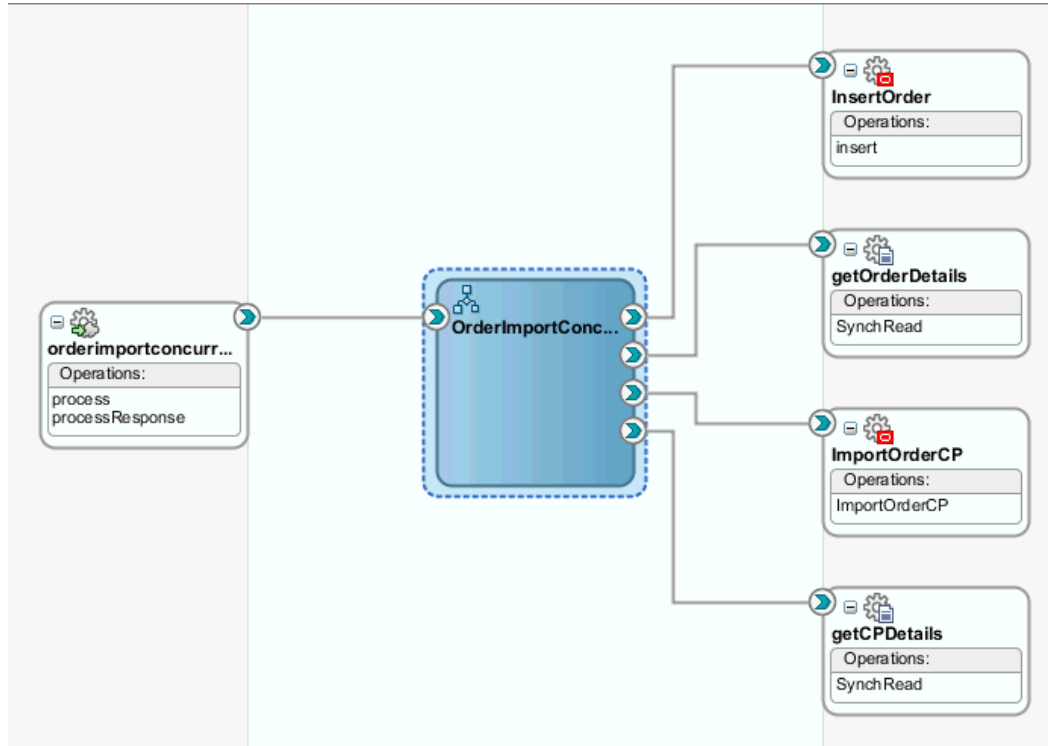 orderimportconcurr...
Operations:
process
processResponse
OrderImportConc...
InsertOrder
Operations:
insert
getOrderDetails
Operations:
SynchRead
ImportOrderCP
Operations:
ImportOrderCP
getCPDetails
Operations:
SynchRead